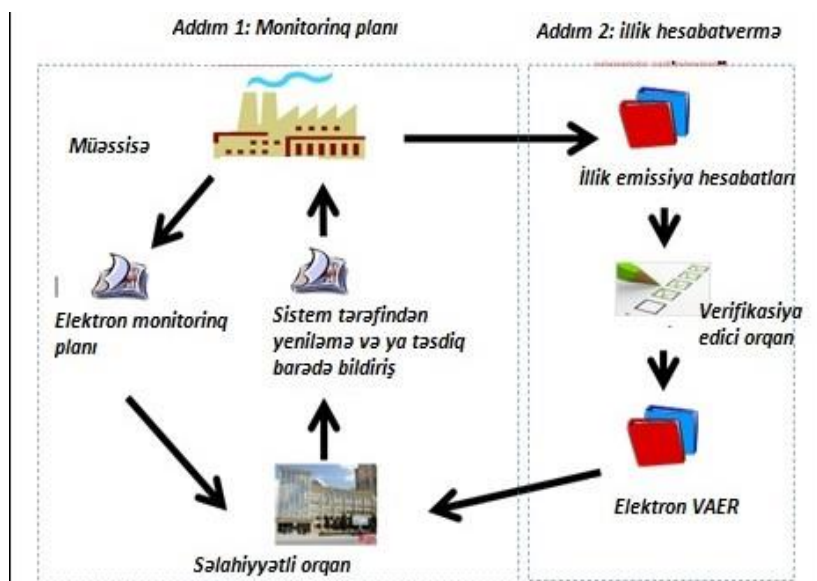 Addım 1: Monitorinq planı
Addım 2: illik hesabatvermə
Müəssisə
İllik emissiya hesabatları
Elektron monitorinq
planı
Sistem tərəfindən
yeniləmə və ya təsdiq
barədə bildiriş
Verifikasiya
edici orqan
Elektron VAER
Səlahiyyətli orqan